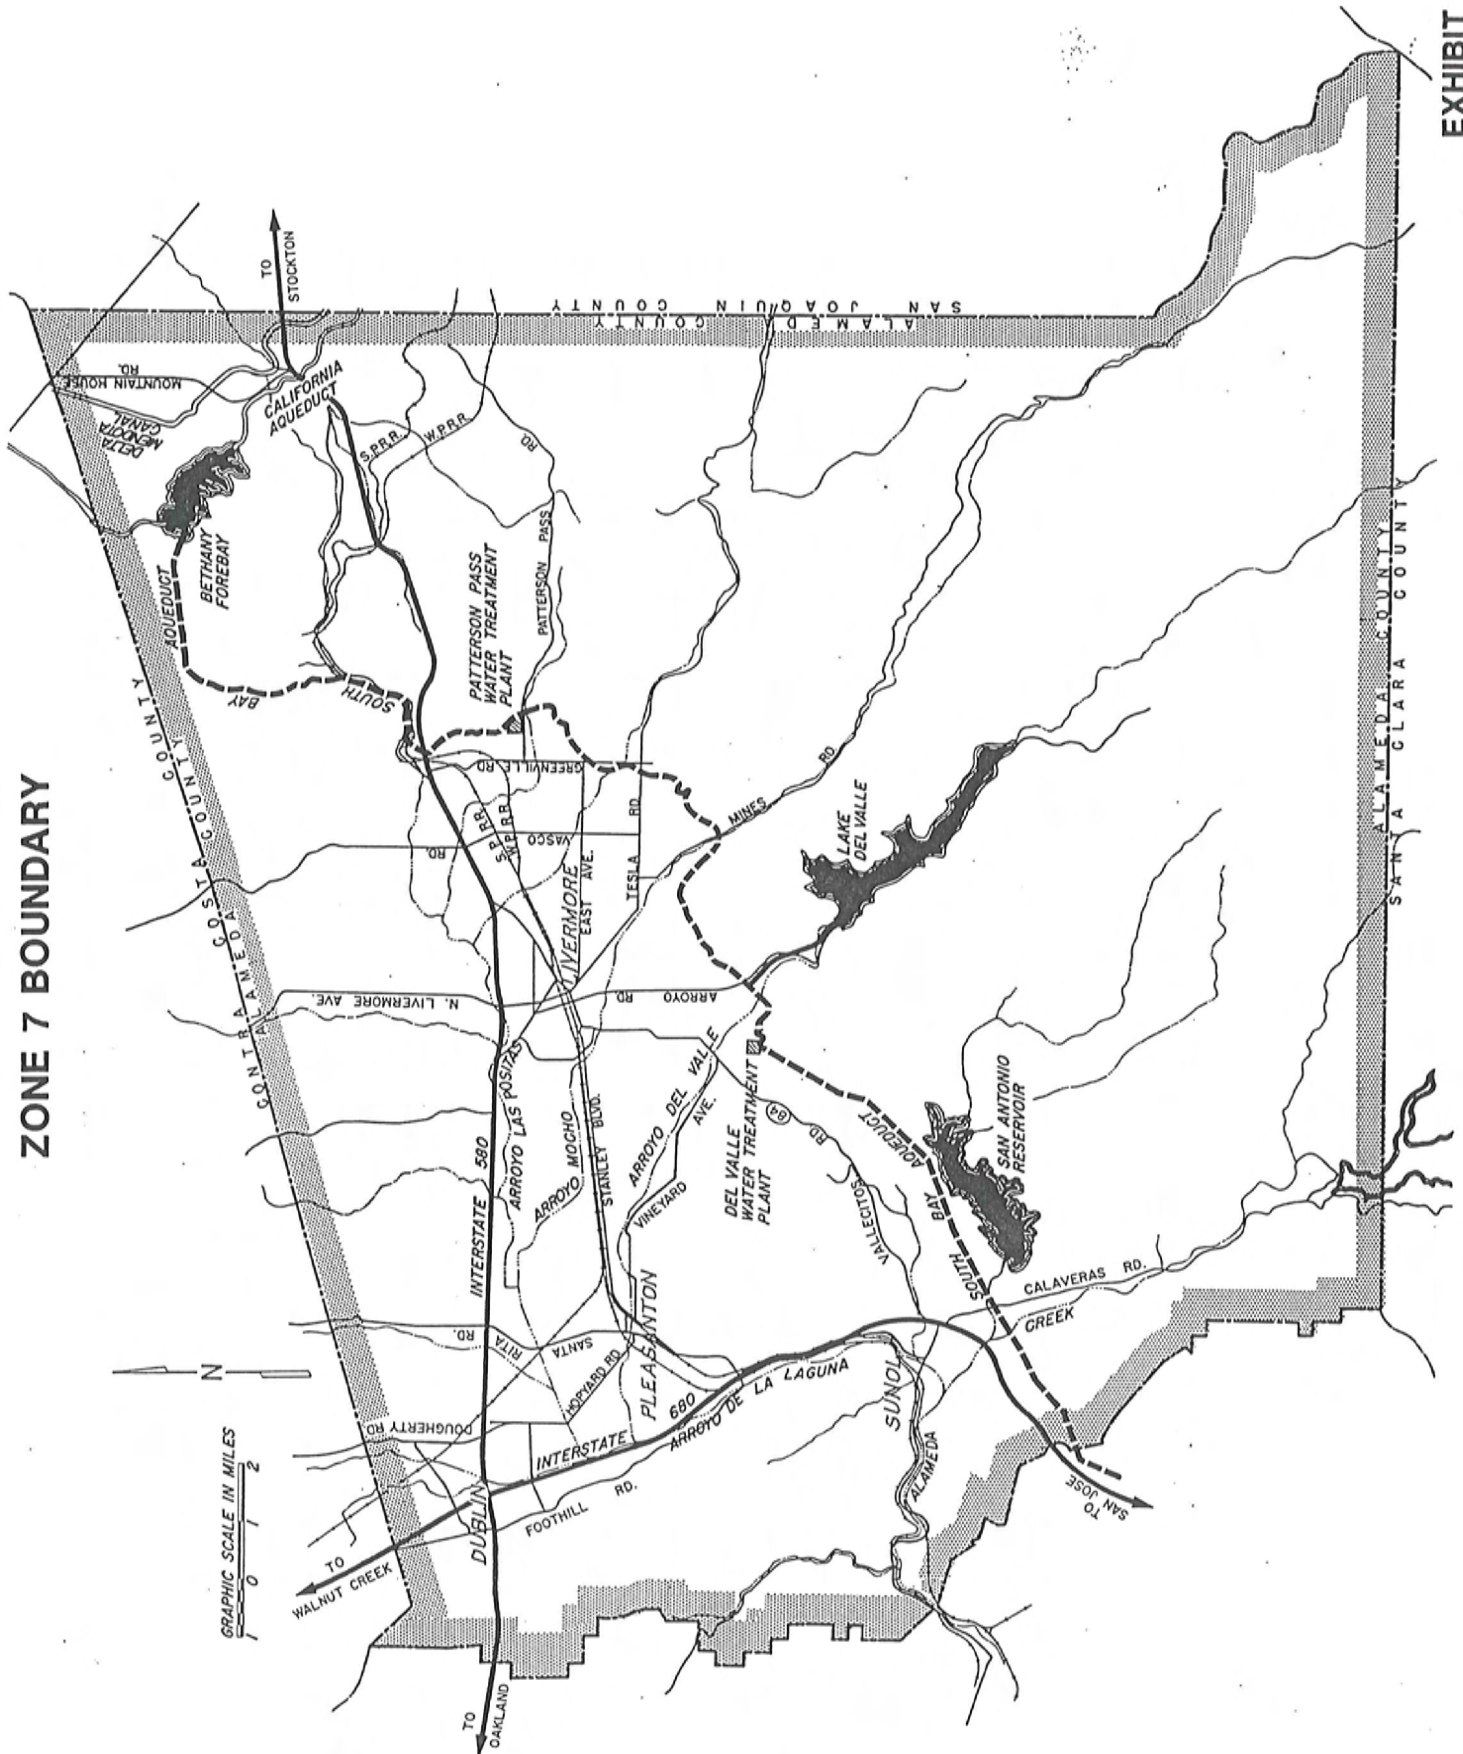 ZONE 7 BOUNDARY
EXHIBIT
GRAPHIC SCALE IN MILES
1 0 1 2
N
TO
WALNUT CREEK
TO
OAKLAND
TO
STOCKTON
TO
SAN JOSE
CONTRA COSTA COUNTY
ALAMEDA COUNTY
SAN JOAQUIN COUNTY
ALAMEDA COUNTY
ALAMEDA COUNTY
SANTA CLARA COUNTY
MOUNTAIN HOUSE
RD.
DELTA
MENDOTA
CANAL
CALIFORNIA
AQUEDUCT
BETHANY
FOREBAY
SOUTH BAY AQUEDUCT
S.P.R.R.
W.P.R.R.
PATTERSON PASS RD.
PATTERSON PASS
WATER TREATMENT
PLANT
GREENVILLE RD
VASCO RD.
S.P.R.R.
W.P.R.R.
LIVERMORE
EAST AVE.
TESLA RD
MINES RD
LAKE
DEL VALLE
N. LIVERMORE AVE.
ARROYO RD.
INTERSTATE 580
ARROYO LAS POSITAS
ARROYO MOCHO
STANLEY BLVD.
ARROYO DEL VALLE
VINEYARD AVE.
DEL VALLE
WATER TREATMENT
PLANT
84
VALLECITOS RD
SOUTH BAY AQUEDUCT
SAN ANTONIO
RESERVOIR
CALAVERAS RD.
ALAMEDA CREEK
SANTA RITA RD.
HOPYARD RD
PLEASANTON
DOUGHERTY RD
DUBLIN
INTERSTATE 680
FOOTHILL RD.
ARROYO DE LA LAGUNA
SUNOL